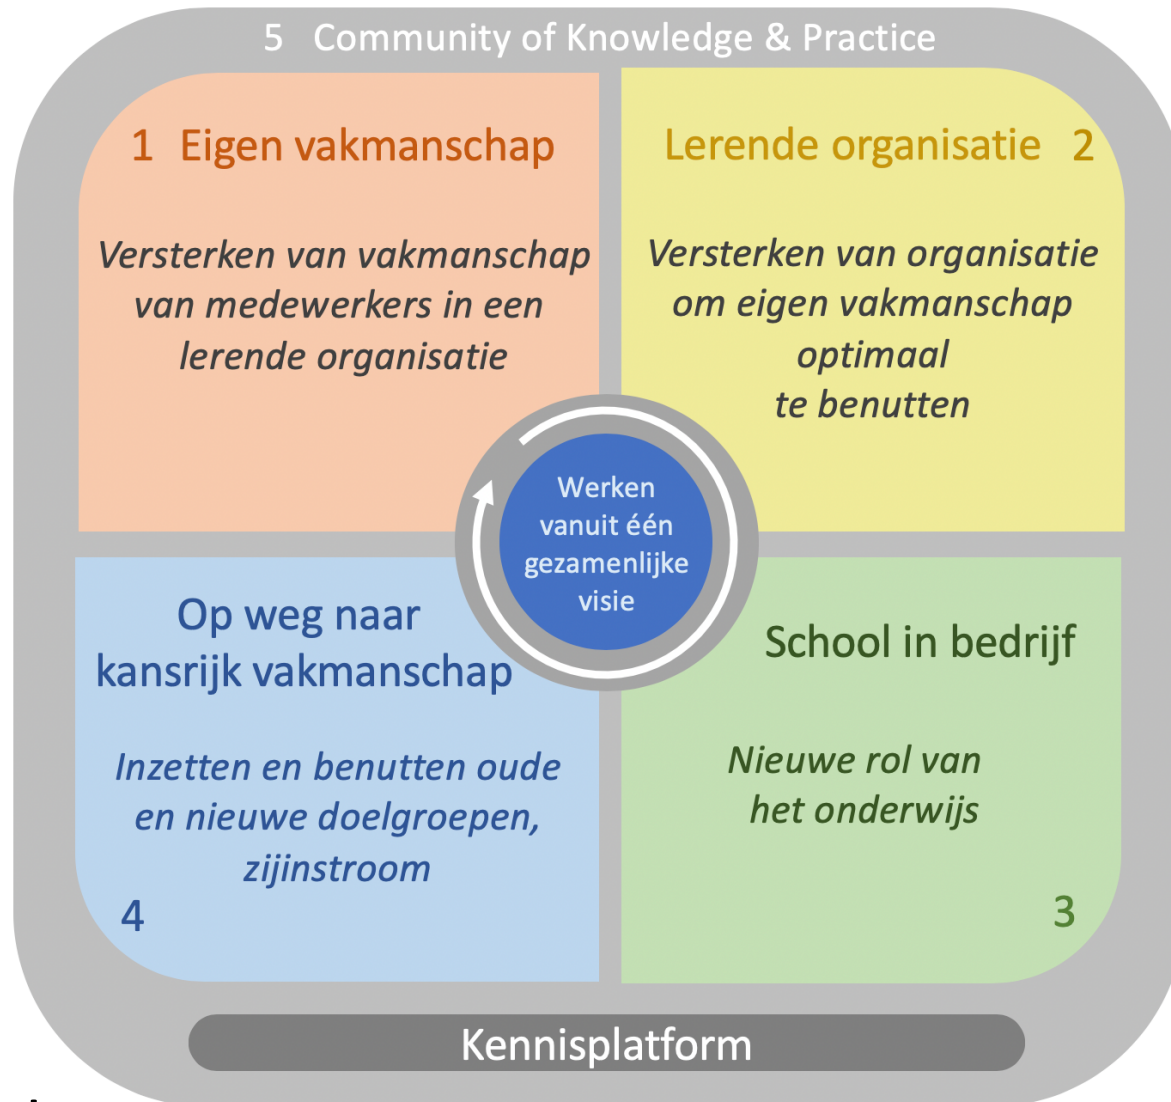 5 Community of Knowledge & Practice
1 Eigen vakmanschap
Versterken van vakmanschap
van medewerkers in een
lerende organisatie
Lerende organisatie 2
Versterken van organisatie
om eigen vakmanschap
optimaal
te benutten
Werken
vanuit één
gezamenlijke
visie
Op weg naar
kansrijk vakmanschap
Inzetten en benutten oude
en nieuwe doelgroepen,
zijinstroom
4
School in bedrijf
Nieuwe rol van
het onderwijs
3
Kennisplatform